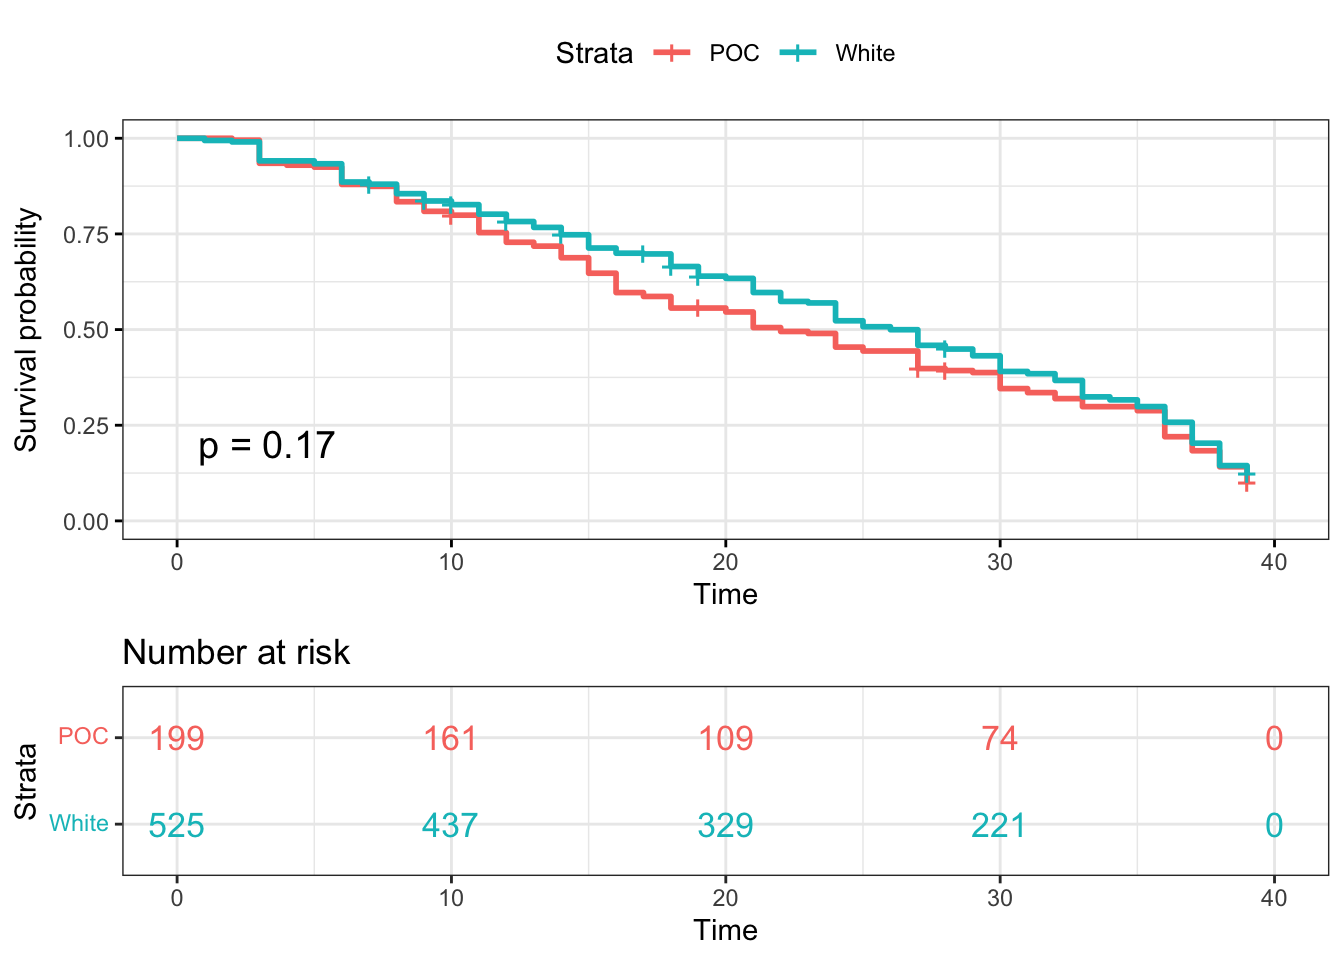 Strata POC White
1.00
0.75
0.50
0.25
0.00
Survival probability
p = 0.17
0 10 20 30 40
Time
Number at risk
Strata
POC 199 161 109 74 0
White 525 437 329 221 0
0 10 20 30 40
Time